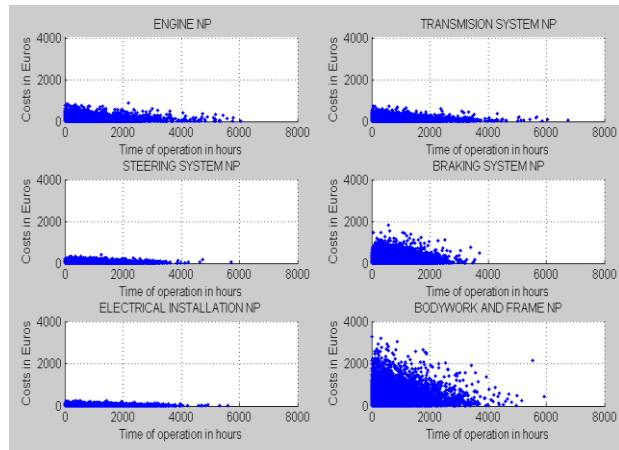 ENGINE NP
4000
2000
0
Costs in Euros
0 2000 4000 6000 8000
Time of operation in hours
TRANSMISION SYSTEM NP
4000
2000
0
Costs in Euros
0 2000 4000 6000 8000
Time of operation in hours
STEERING SYSTEM NP
4000
2000
0
Costs in Euros
0 2000 4000 6000 8000
Time of operation in hours
BRAKING SYSTEM NP
4000
2000
0
Costs in Euros
0 2000 4000 6000 8000
Time of operation in hours
ELECTRICAL INSTALLATION NP
4000
2000
0
Costs in Euros
0 2000 4000 6000 8000
Time of operation in hours
BODYWORK AND FRAME NP
4000
2000
0
Costs in Euros
0 2000 4000 6000 8000
Time of operation in hours